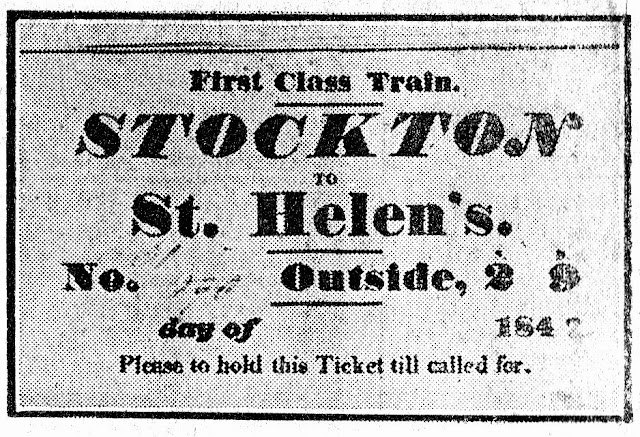 First Class Train.
STOCKTON
TO
St. Helen's.
No. Outside, 2
day of 184
Please to hold this Ticket till called for.